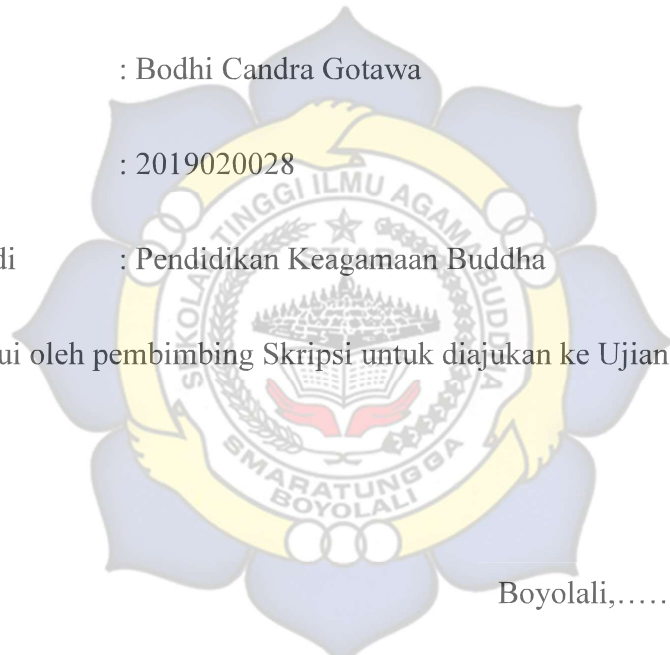 : Bodhi Candra Gotawa
: 2019020028
di : Pendidikan Keagamaan Buddha
ui oleh pembimbing Skripsi untuk diajukan ke Ujian
Boyolali,……
SEKOLAH TINGGI ILMU AGAMA BUDDHA
STIAB
SMARATUNGGA
BOYOLALI